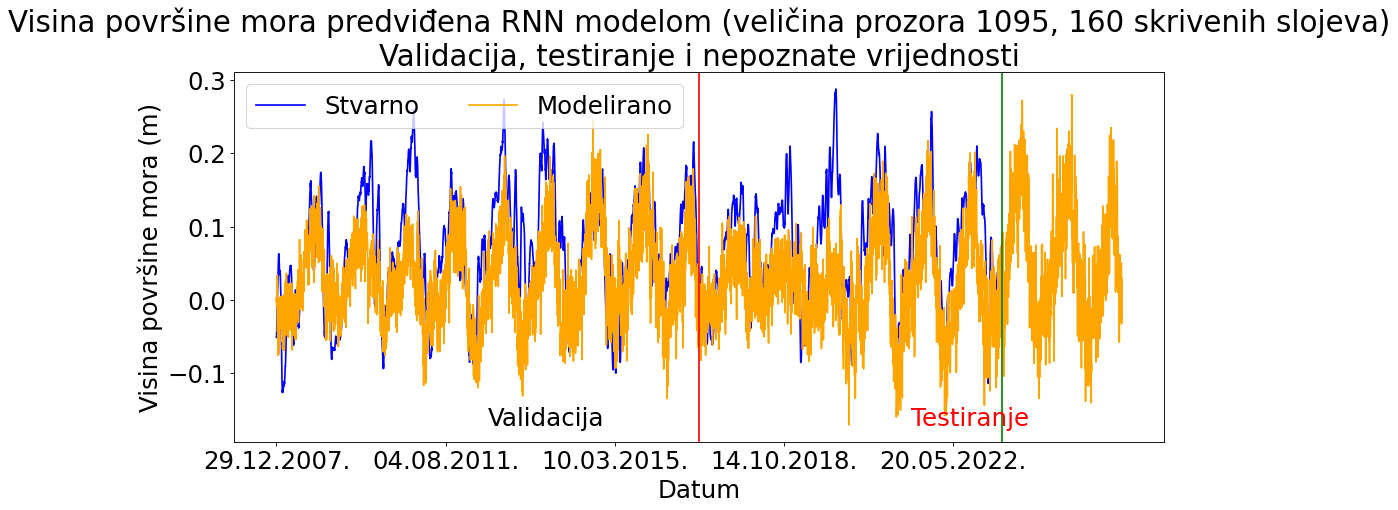 Visina površine mora predviđena RNN modelom (veličina prozora 1095, 160 skrivenih slojeva)
Validacija, testiranje i nepoznate vrijednosti
Stvarno
Modelirano
Visina površine mora (m)
0.3
0.2
0.1
0.0
−0.1
Validacija
Testiranje
29.12.2007.
04.08.2011.
10.03.2015.
14.10.2018.
20.05.2022.
Datum